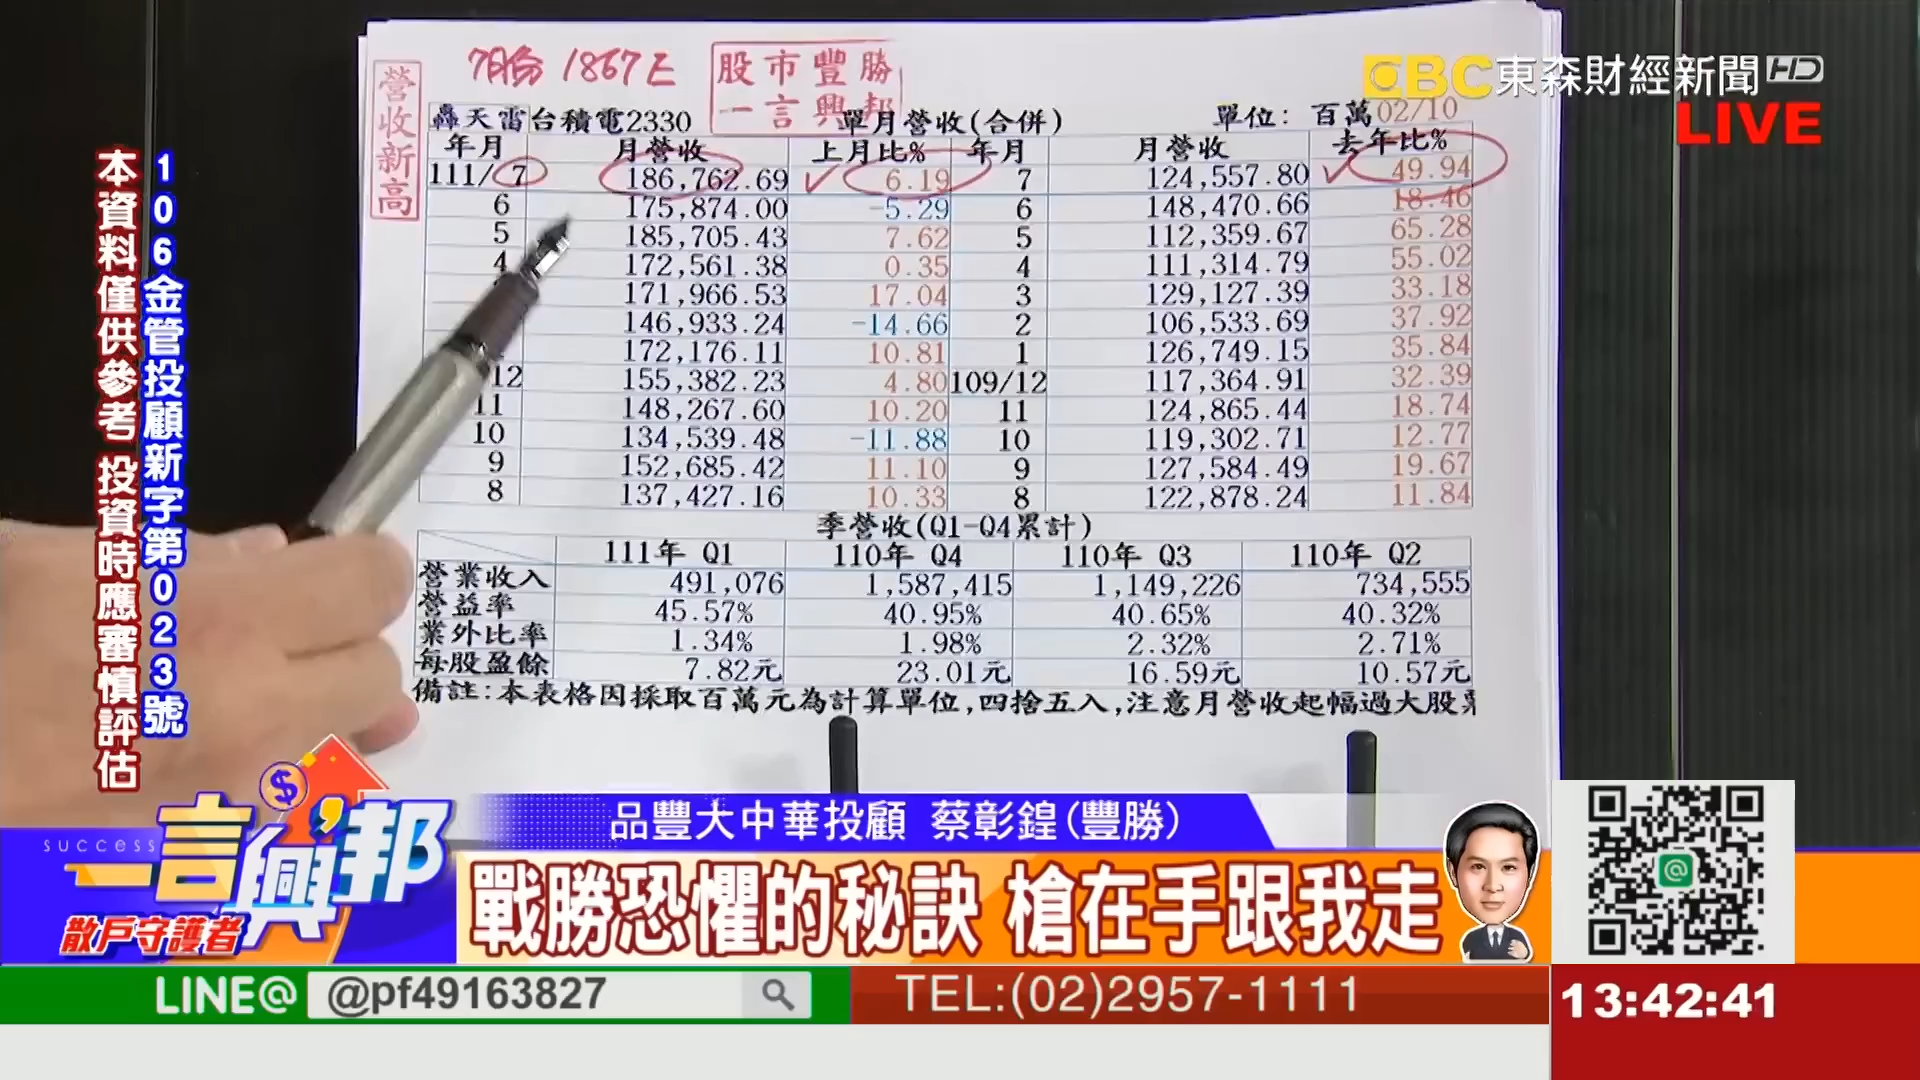 EBC東森財經新聞HD
LIVE
本資料僅供參考 投資時應審慎評估
106金管投顧新字第023號
營收新高
7月份 1867E
股市豐勝
一言興邦
轟天雷台積電2330 單月營收(合併) 單位: 百萬 02/10
年月 月營收 上月比% 年月 月營收 去年比%
111/ 7 186,762.69 6.19 7 124,557.80 49.94
6 175,874.00 -5.29 6 148,470.66 18.46
5 185,705.43 7.62 5 112,359.67 65.28
4 172,561.38 0.35 4 111,314.79 55.02
171,966.53 17.04 3 129,127.39 33.18
146,933.24 -14.66 2 106,533.69 37.92
172,176.11 10.81 1 126,749.15 35.84
12 155,382.23 4.80 109/12 117,364.91 32.39
11 148,267.60 10.20 11 124,865.44 18.74
10 134,539.48 -11.88 10 119,302.71 12.77
9 152,685.42 11.10 9 127,584.49 19.67
8 137,427.16 10.33 8 122,878.24 11.84
季營收(Q1-Q4累計)
111年 Q1 110年 Q4 110年 Q3 110年 Q2
營業收入 491,076 1,587,415 1,149,226 734,555
營益率 45.57% 40.95% 40.65% 40.32%
業外比率 1.34% 1.98% 2.32% 2.71%
每股盈餘 7.82元 23.01元 16.59元 10.57元
備註:本表格因採取百萬元為計算單位,四捨五入,注意月營收起幅過大股
success
一言興邦
散戶守護者
品豐大中華投顧 蔡彰鍠(豐勝)
戰勝恐懼的秘訣 槍在手跟我走
LINE@ @pf49163827
TEL:(02)2957-1111
13:42:41